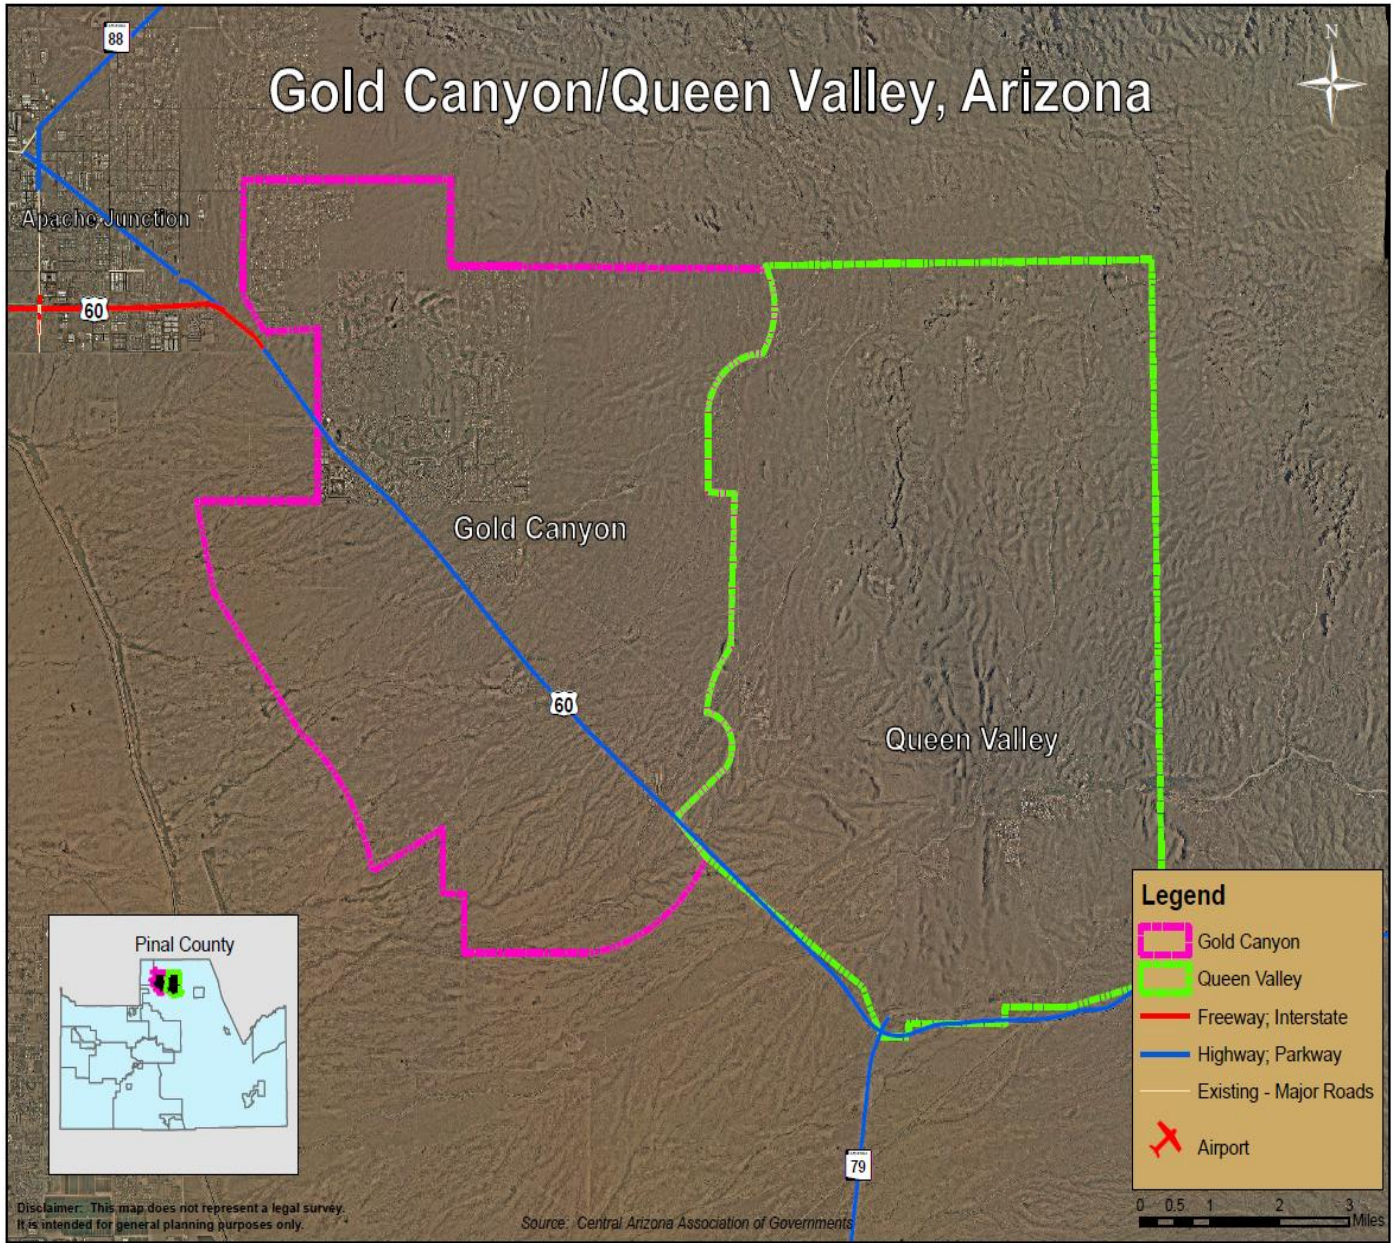 88
N
Gold Canyon/Queen Valley, Arizona
Apache Junction
60
Gold Canyon
60
Queen Valley
Legend
Gold Canyon
Queen Valley
Freeway; Interstate
Highway; Parkway
Existing - Major Roads
Airport
Pinal County
79
0 0.5 1 2 3
Miles
Disclaimer: This map does not represent a legal survey.
It is intended for general planning purposes only.
Source: Central Arizona Association of Governments